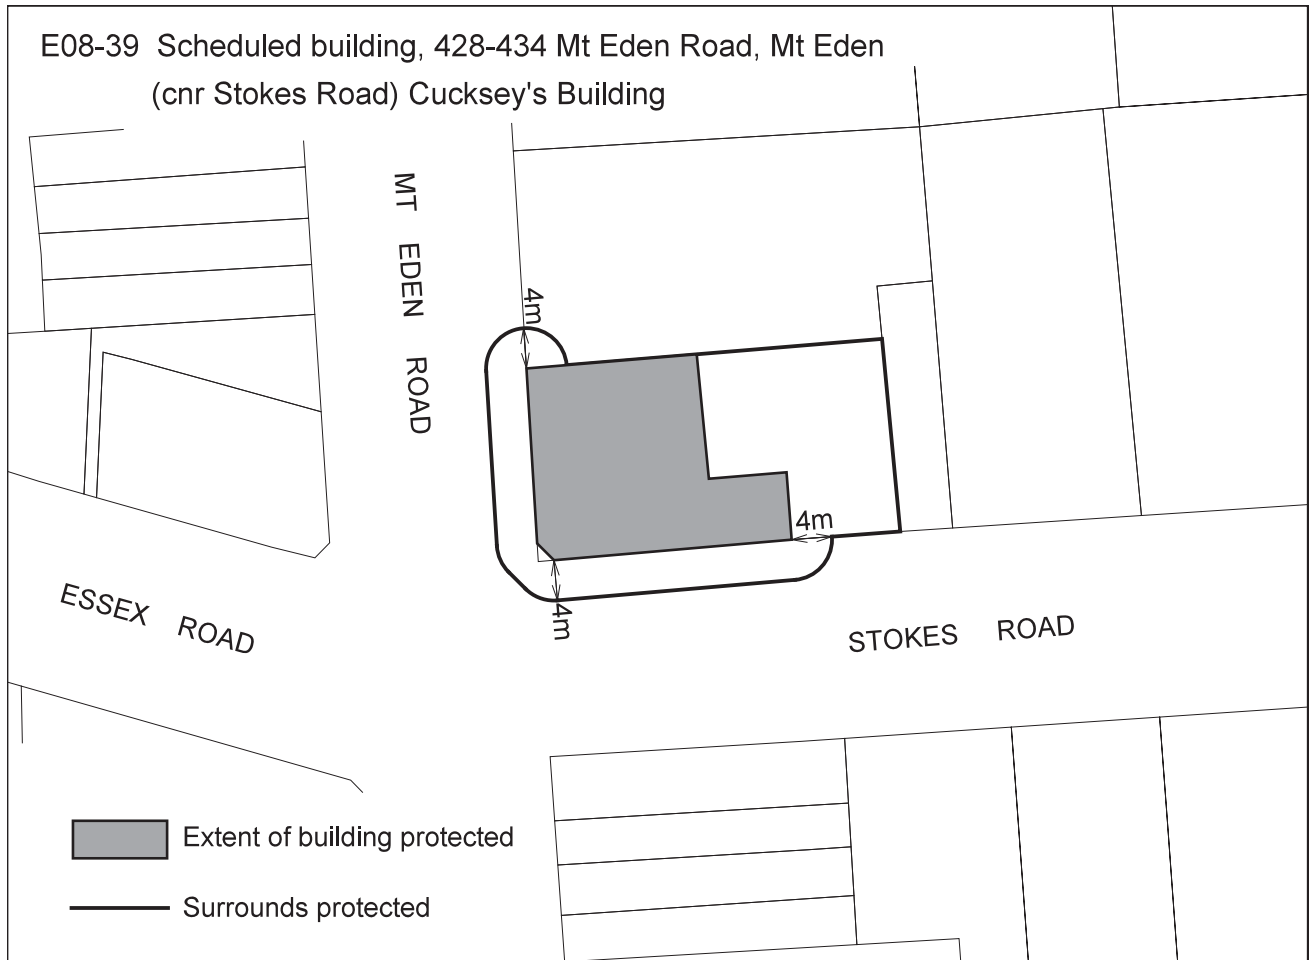 E08-39 Scheduled building, 428-434 Mt Eden Road, Mt Eden
(cnr Stokes Road) Cucksey's Building
MT EDEN ROAD
4m
4m
4m
ESSEX ROAD
STOKES ROAD
Extent of building protected
Surrounds protected